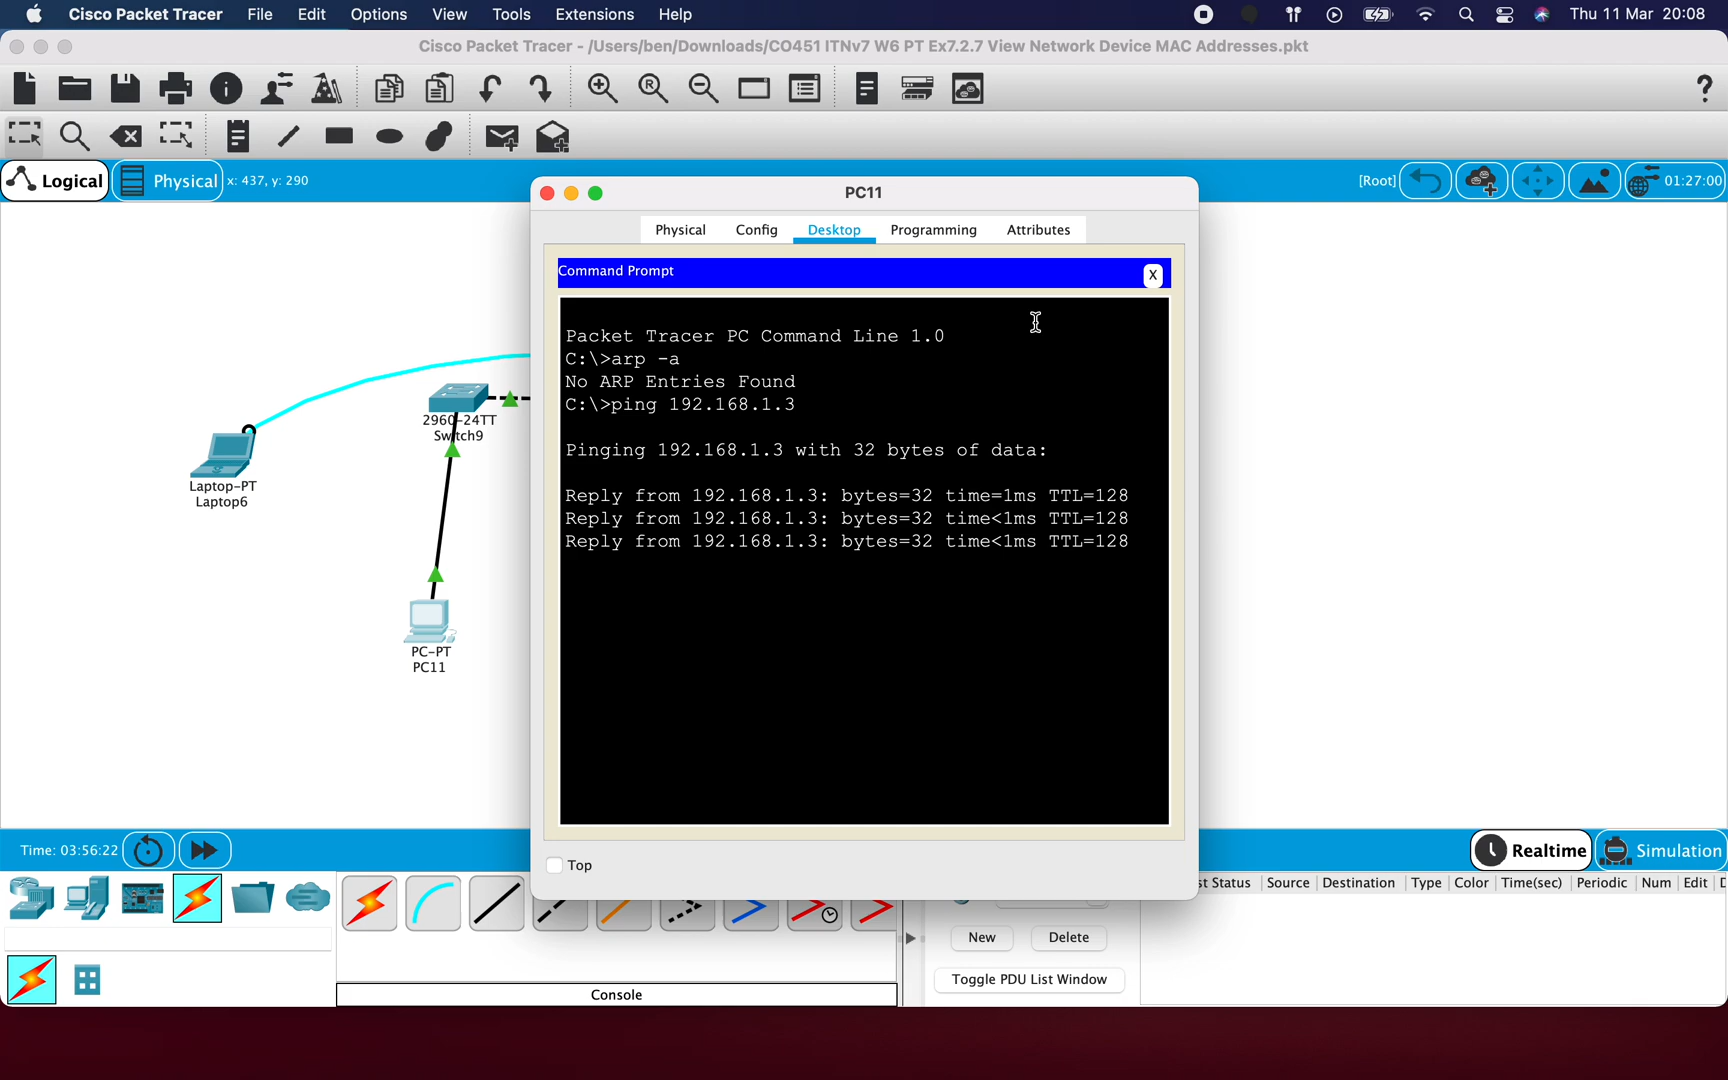 Cisco Packet Tracer File Edit Options View Tools Extensions Help Thu 11 Mar 20:08
Cisco Packet Tracer - /Users/ben/Downloads/CO451 ITNv7 W6 PT Ex7.2.7 View Network Device MAC Addresses.pkt
Logical Physical x: 437, y: 290 [Root] 01:27:00
PC11
Physical Config Desktop Programming Attributes
Command Prompt X
Packet Tracer PC Command Line 1.0
C:\>arp -a
No ARP Entries Found
C:\>ping 192.168.1.3
Pinging 192.168.1.3 with 32 bytes of data:
Reply from 192.168.1.3: bytes=32 time=1ms TTL=128
Reply from 192.168.1.3: bytes=32 time<1ms TTL=128
Reply from 192.168.1.3: bytes=32 time<1ms TTL=128
2960-24TT
Switch9
Laptop-PT
Laptop6
PC-PT
PC11
Top
Time: 03:56:22 Realtime Simulation
st Status Source Destination Type Color Time(sec) Periodic Num Edit D
New Delete
Toggle PDU List Window
Console